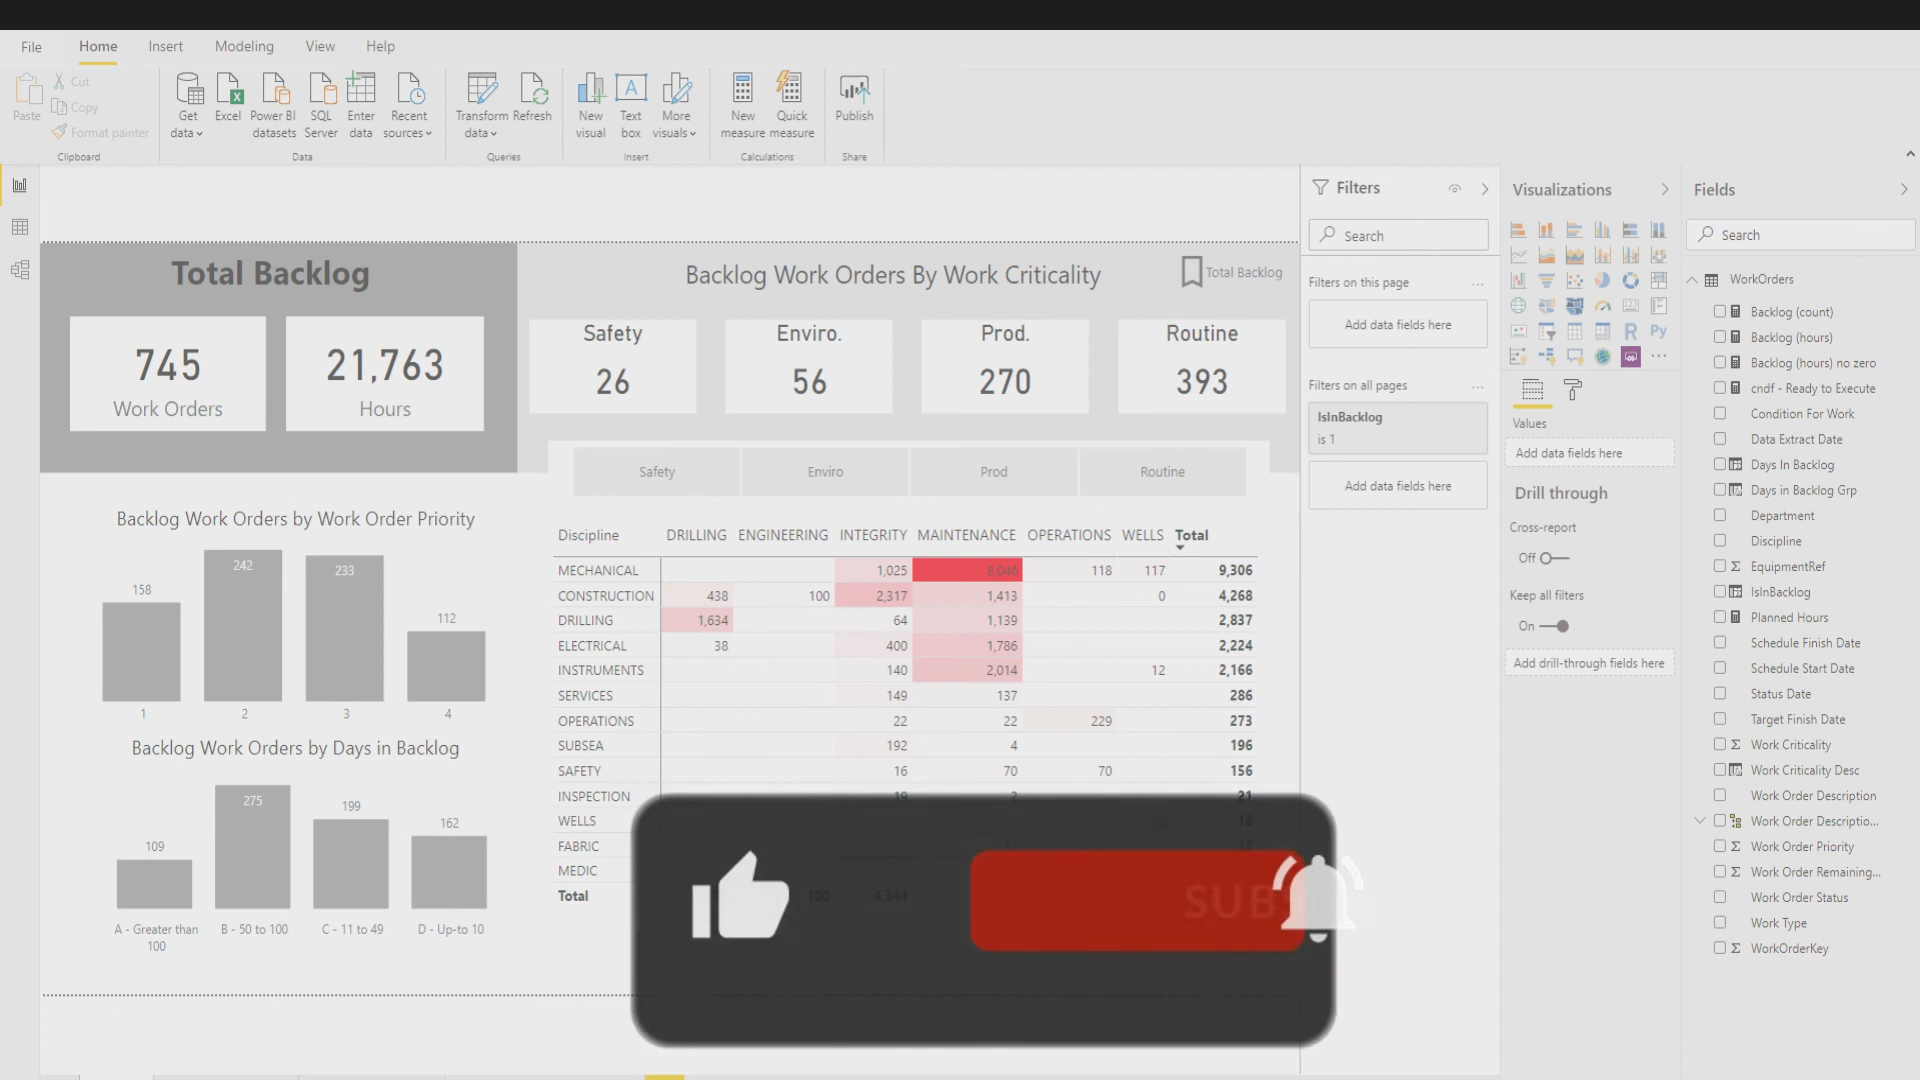 File Home Insert Modeling View Help
Paste
Cut
Copy
Format painter
Clipboard
Get data
Excel
Power BI datasets
SQL Server
Enter data
Recent sources
Data
Transform data
Refresh
Queries
New visual
Text box
More visuals
Insert
New measure
Quick measure
Calculations
Publish
Share
Total Backlog
745
Work Orders
21,763
Hours
Backlog Work Orders By Work Criticality
Total Backlog
Safety
26
Enviro.
56
Prod.
270
Routine
393
Safety Enviro Prod Routine
Backlog Work Orders by Work Order Priority
158 242 233 112
1 2 3 4
Backlog Work Orders by Days in Backlog
109 275 199 162
A - Greater than 100
B - 50 to 100
C - 11 to 49
D - Up-to 10
Discipline DRILLING ENGINEERING INTEGRITY MAINTENANCE OPERATIONS WELLS Total
MECHANICAL 1,025 8,046 118 117 9,306
CONSTRUCTION 438 100 2,317 1,413 0 4,268
DRILLING 1,634 64 1,139 2,837
ELECTRICAL 38 400 1,786 2,224
INSTRUMENTS 140 2,014 12 2,166
SERVICES 149 137 286
OPERATIONS 22 22 229 273
SUBSEA 192 4 196
SAFETY 16 70 70 156
INSPECTION 19 2 21
WELLS 18
FABRIC
MEDIC
Total 100 4,344
Filters
Search
Filters on this page ...
Add data fields here
Filters on all pages ...
IsInBacklog
is 1
Add data fields here
Visualizations
R Py
Values
Add data fields here
Drill through
Cross-report
Off
Keep all filters
On
Add drill-through fields here
Fields
Search
WorkOrders
Backlog (count)
Backlog (hours)
Backlog (hours) no zero
cndf - Ready to Execute
Condition For Work
Data Extract Date
Days In Backlog
Days in Backlog Grp
Department
Discipline
Σ EquipmentRef
IsInBacklog
Planned Hours
Schedule Finish Date
Schedule Start Date
Status Date
Target Finish Date
Σ Work Criticality
Work Criticality Desc
Work Order Description
Work Order Descriptio...
Σ Work Order Priority
Σ Work Order Remaining...
Work Order Status
Work Type
Σ WorkOrderKey